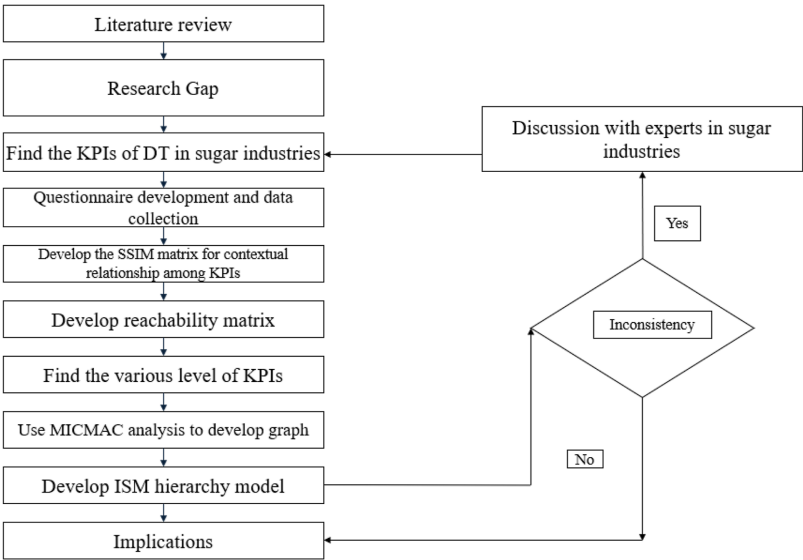 Literature review
Research Gap
Find the KPIs of DT in sugar industries
Questionnaire development and data
collection
Develop the SSIM matrix for contextual
relationship among KPIs
Develop reachability matrix
Find the various level of KPIs
Use MICMAC analysis to develop graph
Develop ISM hierarchy model
Implications
Discussion with experts in sugar
industries
Yes
Inconsistency
No